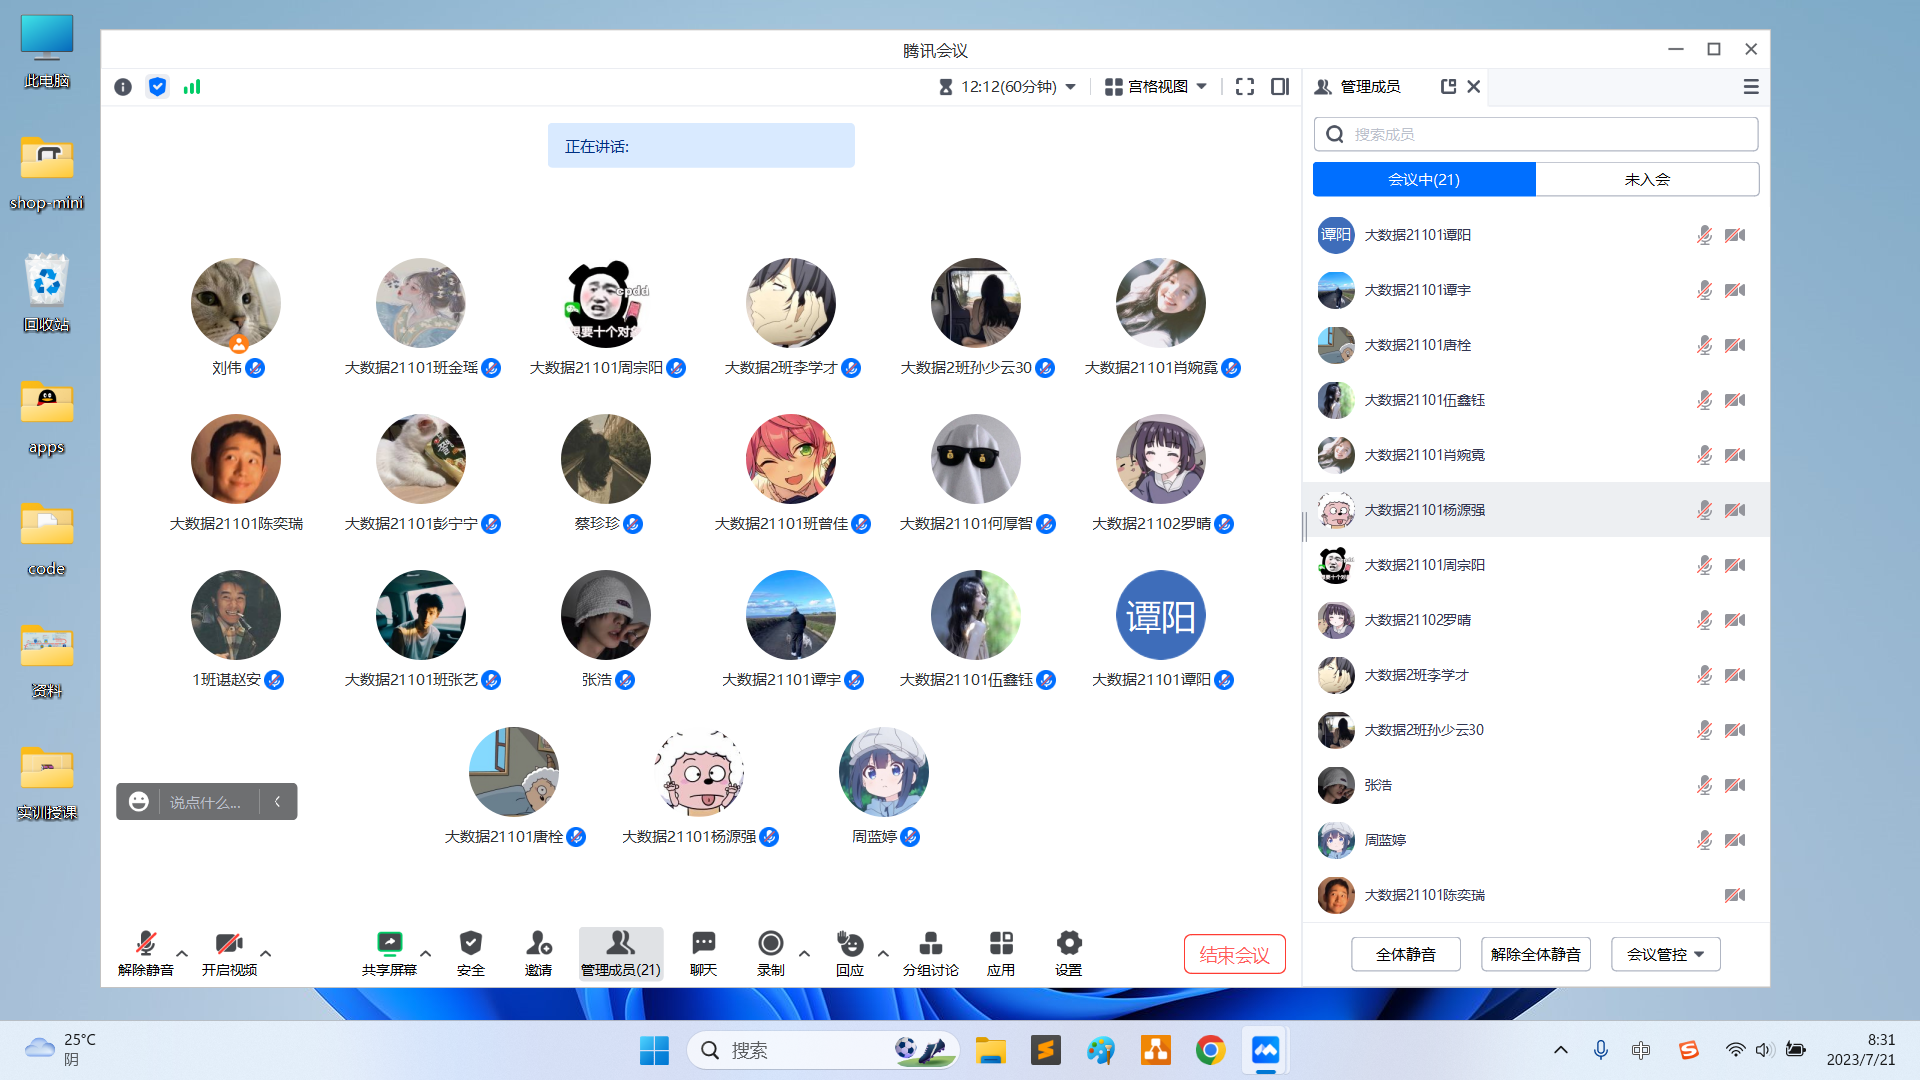 此电脑
shop-mini
回收站
apps
code
资料
实训授课
腾讯会议
12:12(60分钟)
宫格视图
管理成员
正在讲话:
搜索成员
会议中(21)
未入会
cpdd
想要十个对象
刘伟
大数据21101班金瑶
大数据21101周宗阳
大数据2班李学才
大数据2班孙少云30
大数据21101肖婉霓
大数据21101陈奕瑞
大数据21101彭宁宁
蔡珍珍
大数据21101班曾佳
大数据21101何厚智
大数据21102罗晴
谭阳
1班谌赵安
大数据21101班张艺
张浩
大数据21101谭宇
大数据21101伍鑫钰
大数据21101谭阳
大数据21101唐栓
大数据21101杨源强
周蓝婷
说点什么...
谭阳
大数据21101谭阳
大数据21101谭宇
大数据21101唐栓
大数据21101伍鑫钰
大数据21101肖婉霓
大数据21101杨源强
大数据21101周宗阳
大数据21102罗晴
大数据2班李学才
大数据2班孙少云30
张浩
周蓝婷
大数据21101陈奕瑞
解除静音
开启视频
共享屏幕
安全
邀请
管理成员(21)
聊天
录制
回应
分组讨论
应用
设置
结束会议
全体静音
解除全体静音
会议管控
25°C
阴
搜索
中
8:31
2023/7/21